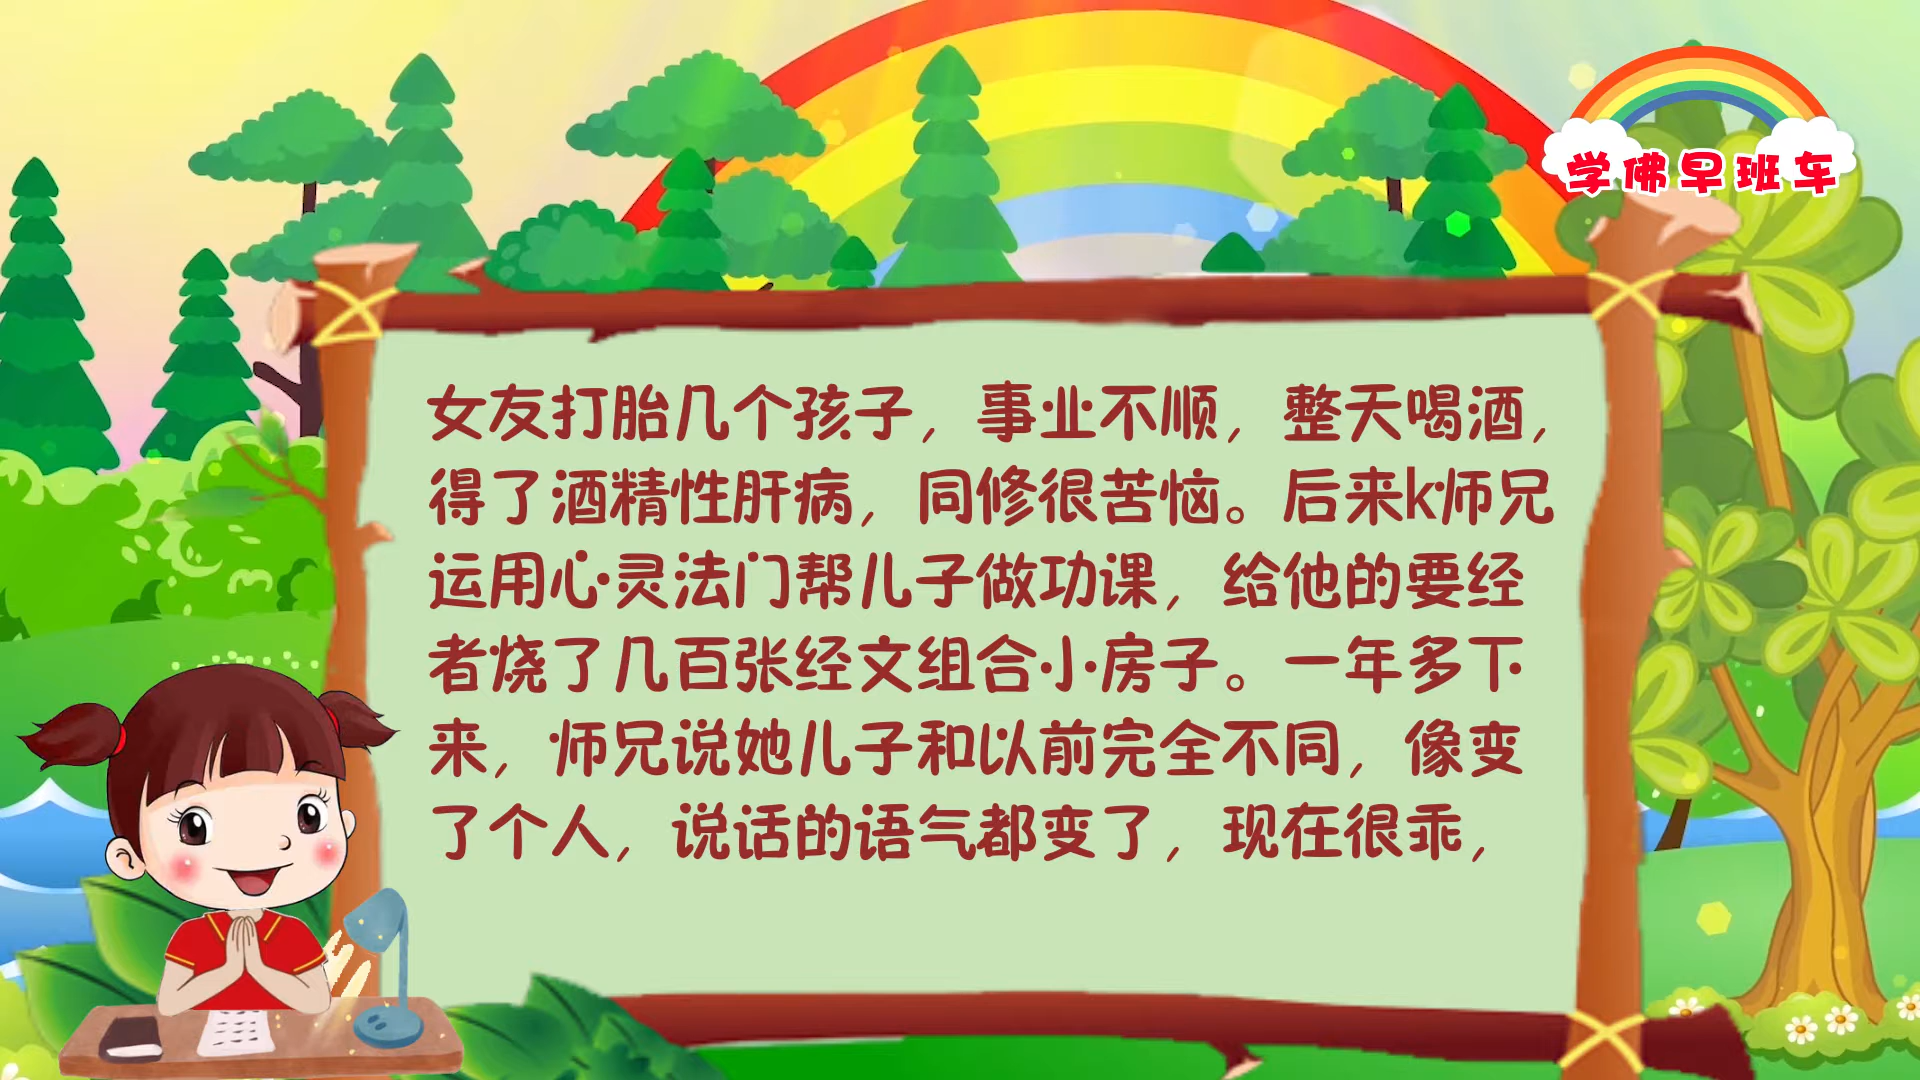 学佛早班车
女友打胎几个孩子，事业不顺，整天喝酒，
得了酒精性肝病，同修很苦恼。后来k师兄
运用心灵法门帮儿子做功课，给他的要经
者烧了几百张经文组合小房子。一年多下
来，师兄说她儿子和以前完全不同，像变
了个人，说话的语气都变了，现在很乖，